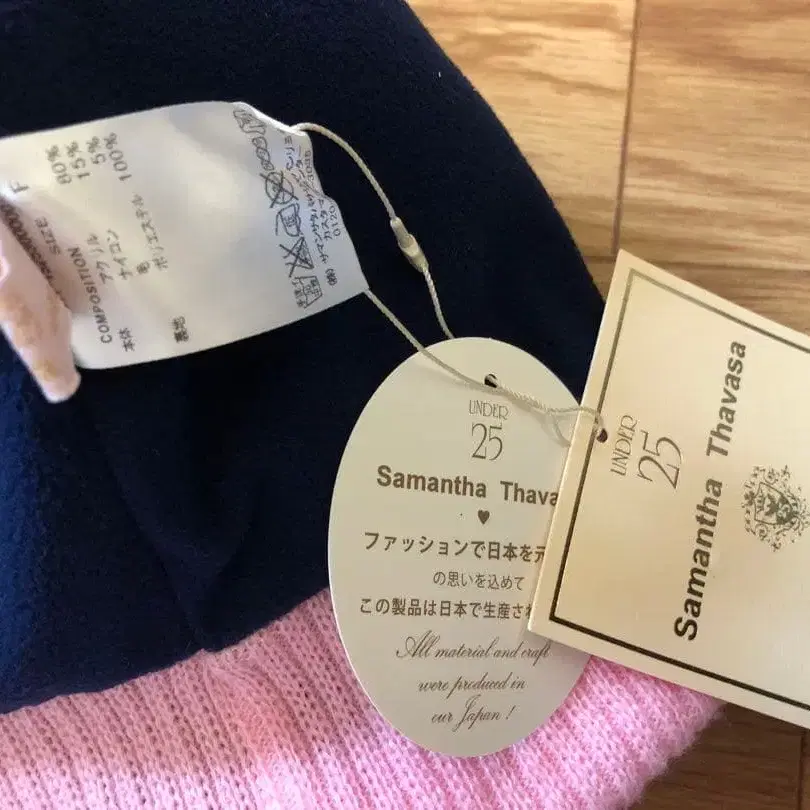 F
SIZE
COMPOSITION
本体 アクリル 80%
ナイロン 15%
毛 5%
裏地 ポリエステル 100%
UNDER
25
Samantha Thava
♥
ファッションで日本を元
の思いを込めて
この製品は日本で生産さ
All material and craft
were produced in
our Japan !
UNDER
25
Samantha Thavasa